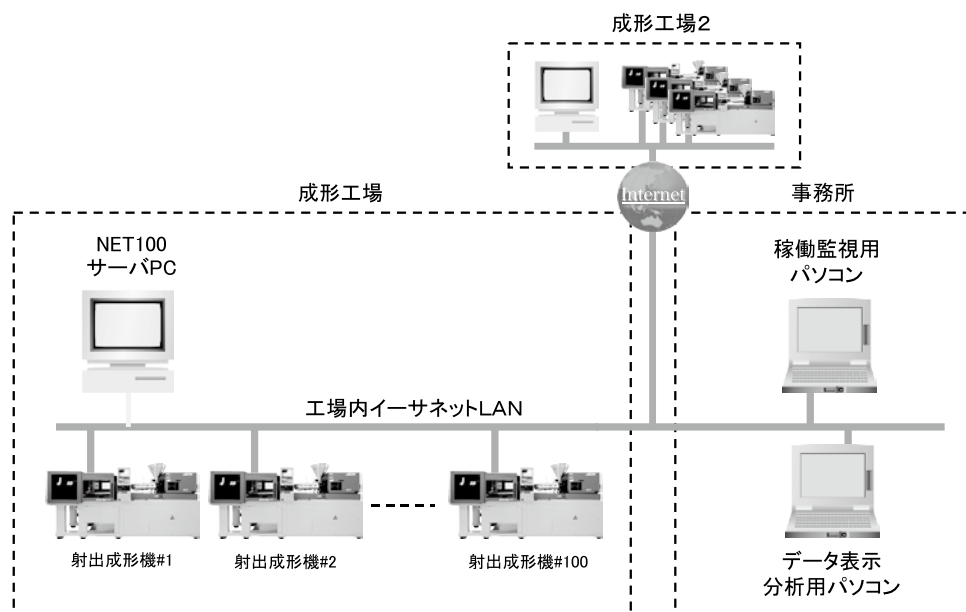 成形工場2
Internet
成形工場
事務所
NET100
サーバPC
稼働監視用
パソコン
工場内イーサネットLAN
射出成形機#1
射出成形機#2
射出成形機#100
データ表示
分析用パソコン